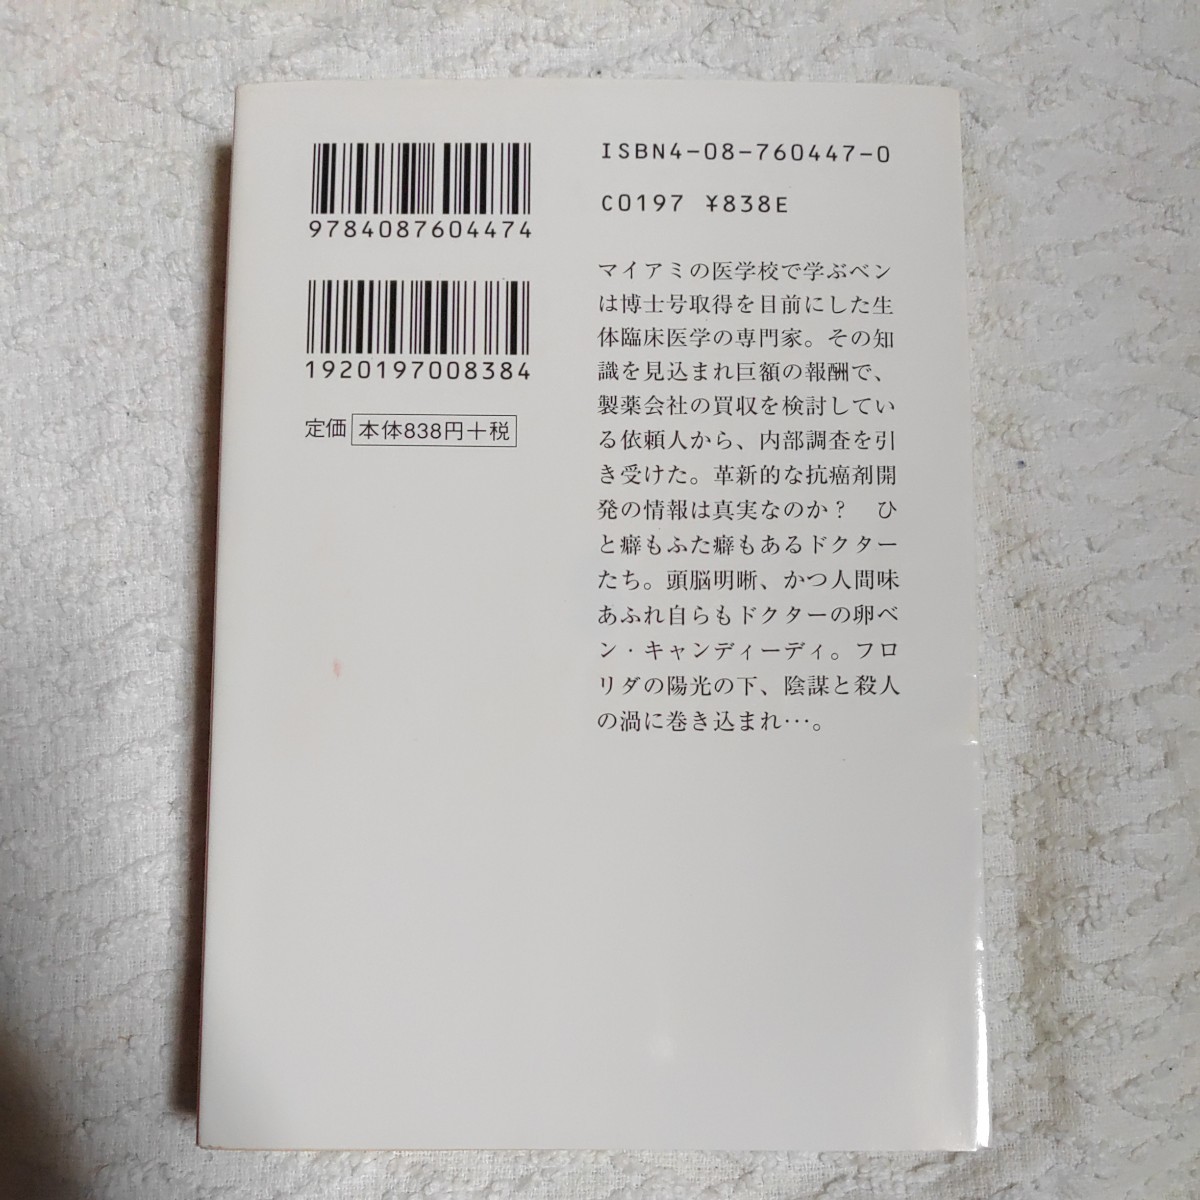 9784087604474
1920197008384
定価 本体838円+税
ISBN4-08-760447-0
C0197 ¥838E
マイアミの医学校で学ぶベン
は博士号取得を目前にした生
体臨床医学の専門家。その知
識を見込まれ巨額の報酬で、
製薬会社の買収を検討してい
る依頼人から、内部調査を引
き受けた。革新的な抗癌剤開
発の情報は真実なのか？　ひ
と癖もふた癖もあるドクター
たち。頭脳明晰、かつ人間味
あふれ自らもドクターの卵ベ
ン・キャンディーディ。フロ
リダの陽光の下、陰謀と殺人
の渦に巻き込まれ…。